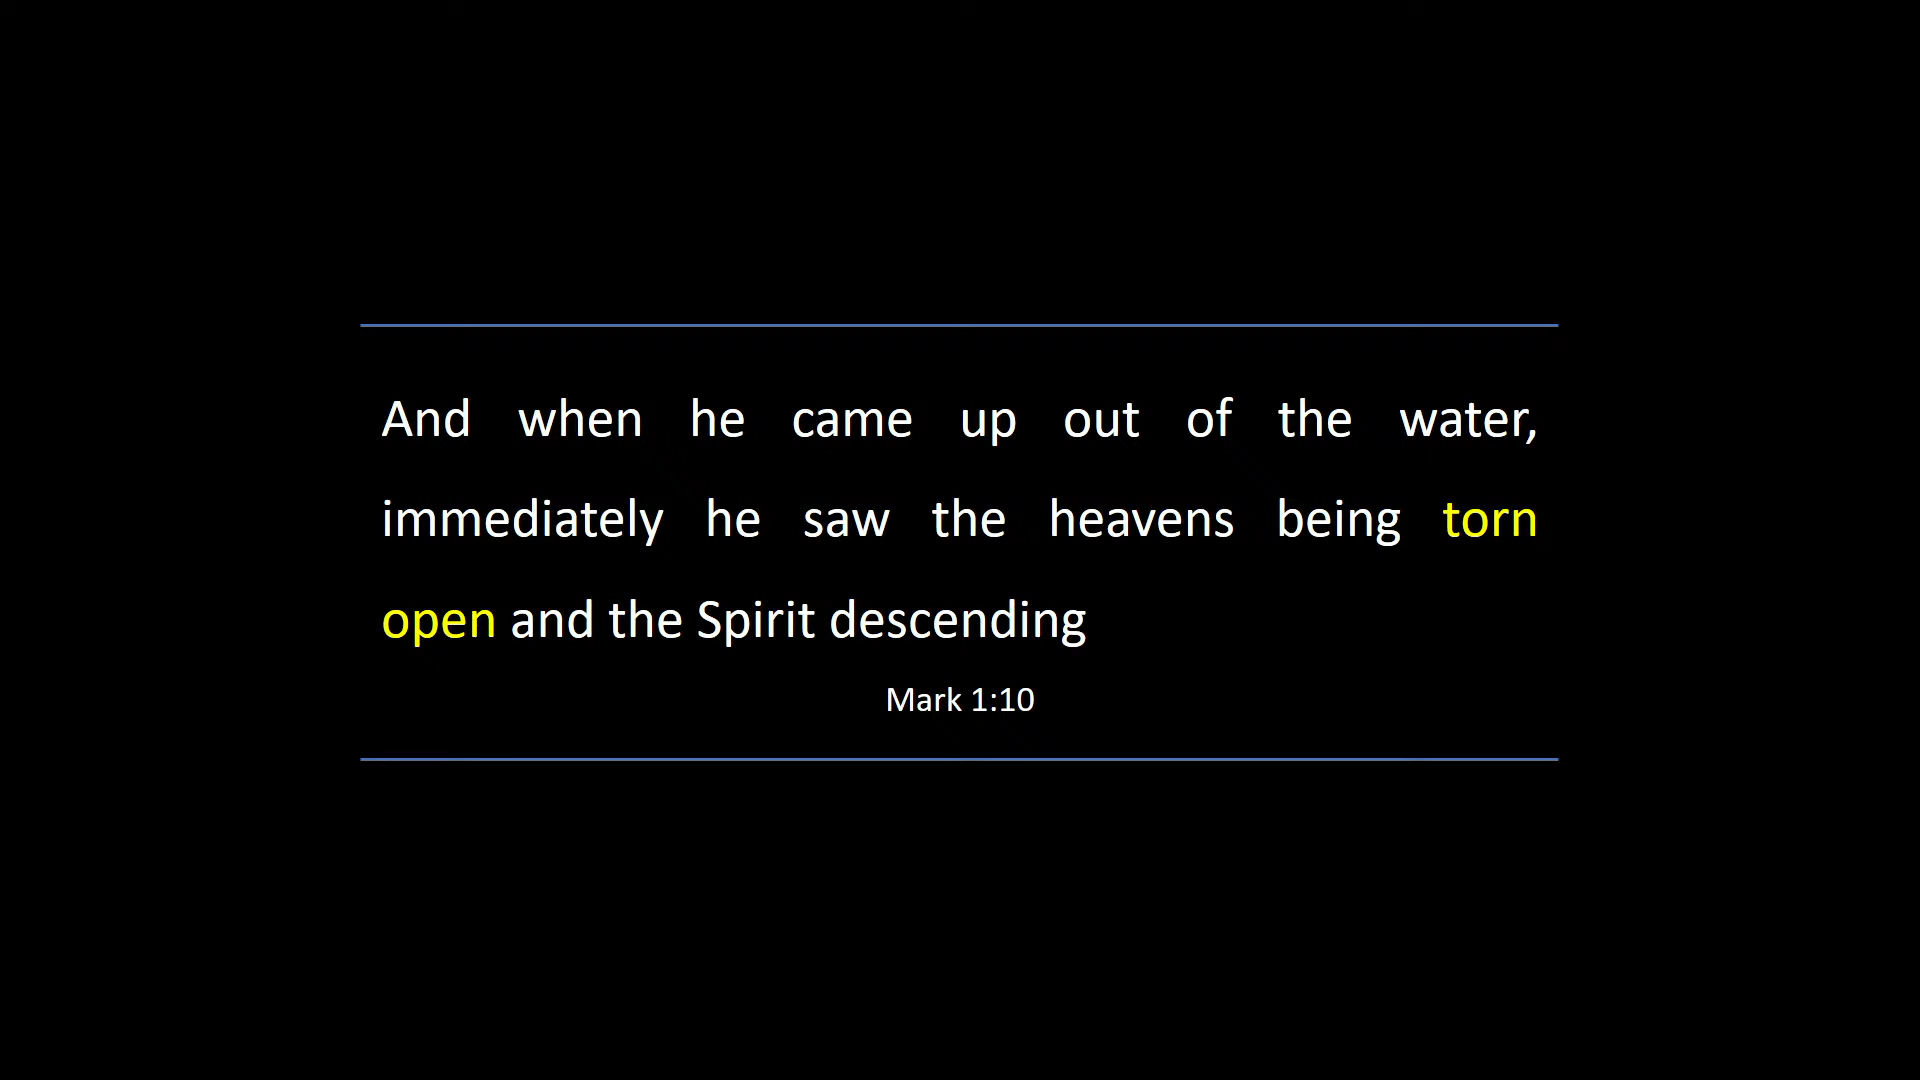 And when he came up out of the water,
immediately he saw the heavens being torn
open and the Spirit descending
Mark 1:10